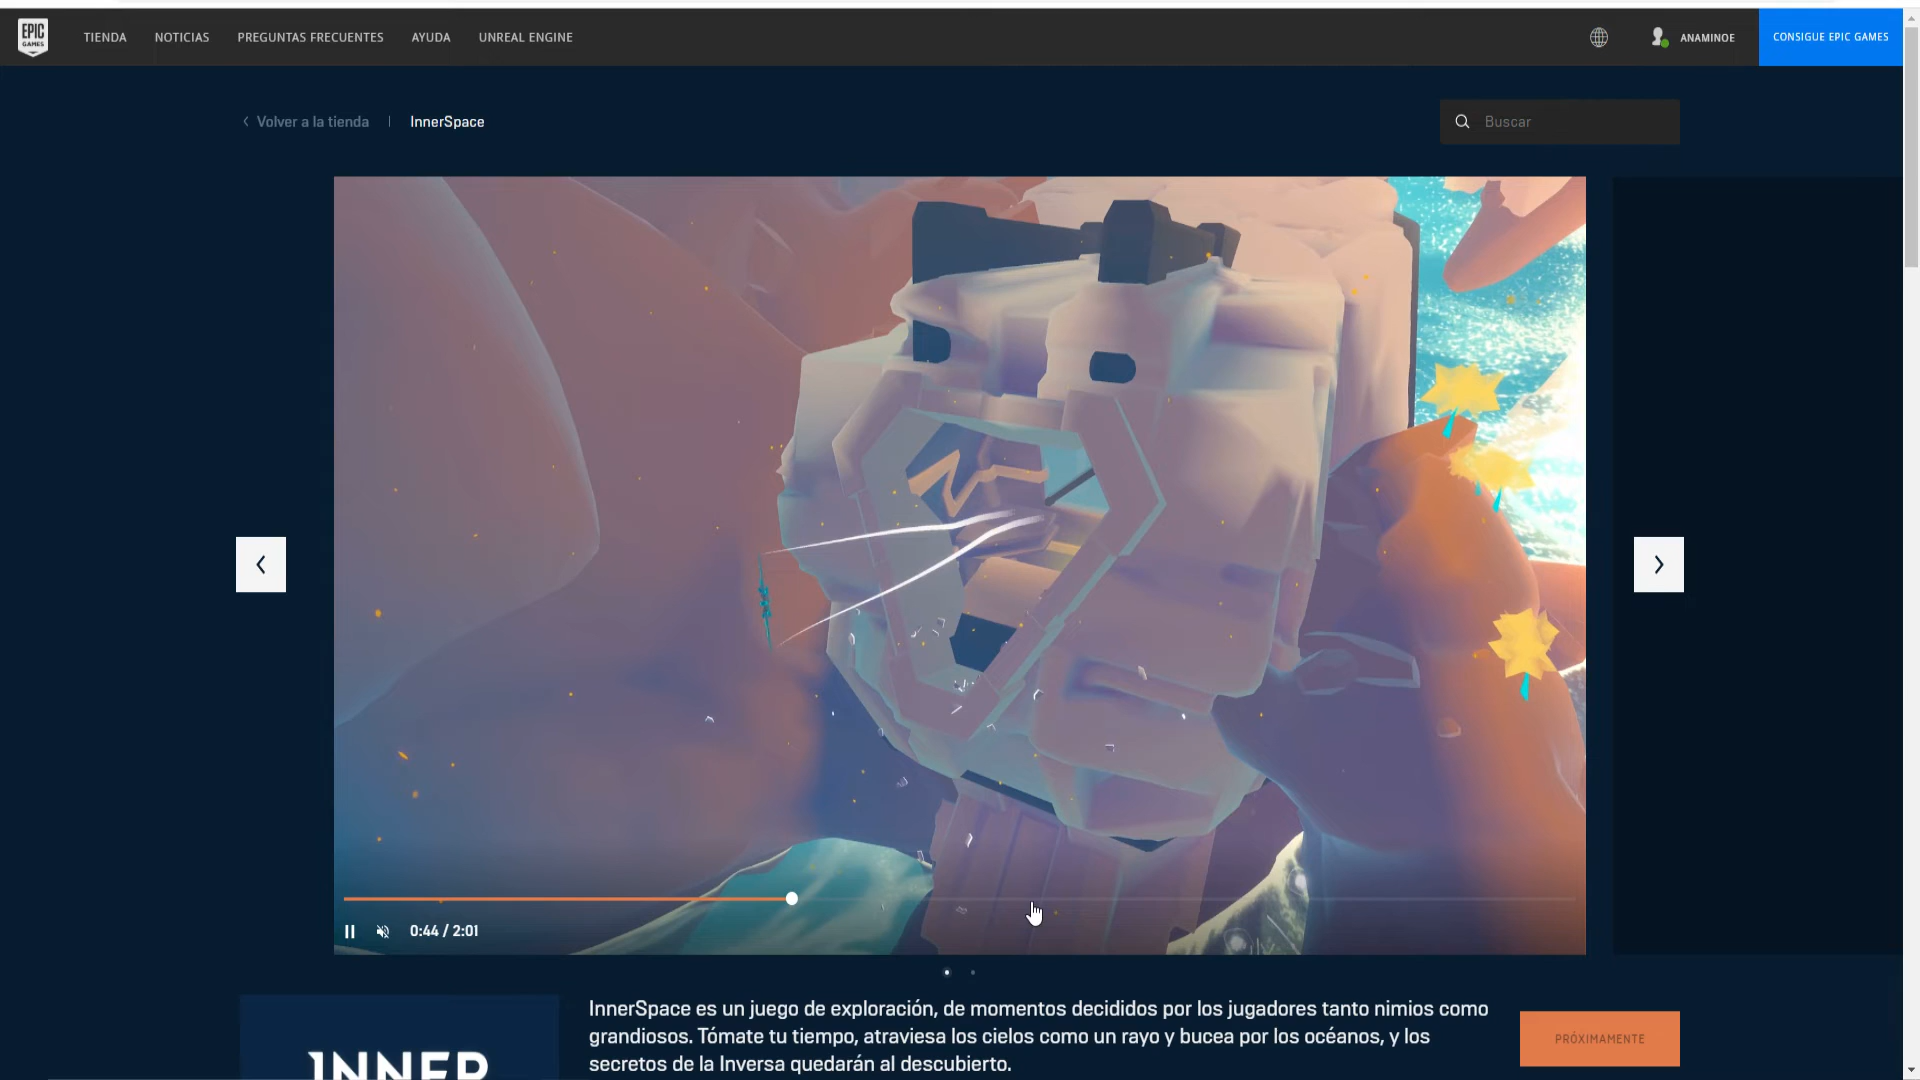 EPIC
GAMES
TIENDA
NOTICIAS
PREGUNTAS FRECUENTES
AYUDA
UNREAL ENGINE
ANAMINOE
CONSIGUE EPIC GAMES
Volver a la tienda
InnerSpace
Buscar
0:44 / 2:01
INNER
InnerSpace es un juego de exploración, de momentos decididos por los jugadores tanto nimios como
grandiosos. Tómate tu tiempo, atraviesa los cielos como un rayo y bucea por los océanos, y los
secretos de la Inversa quedarán al descubierto.
PRÓXIMAMENTE